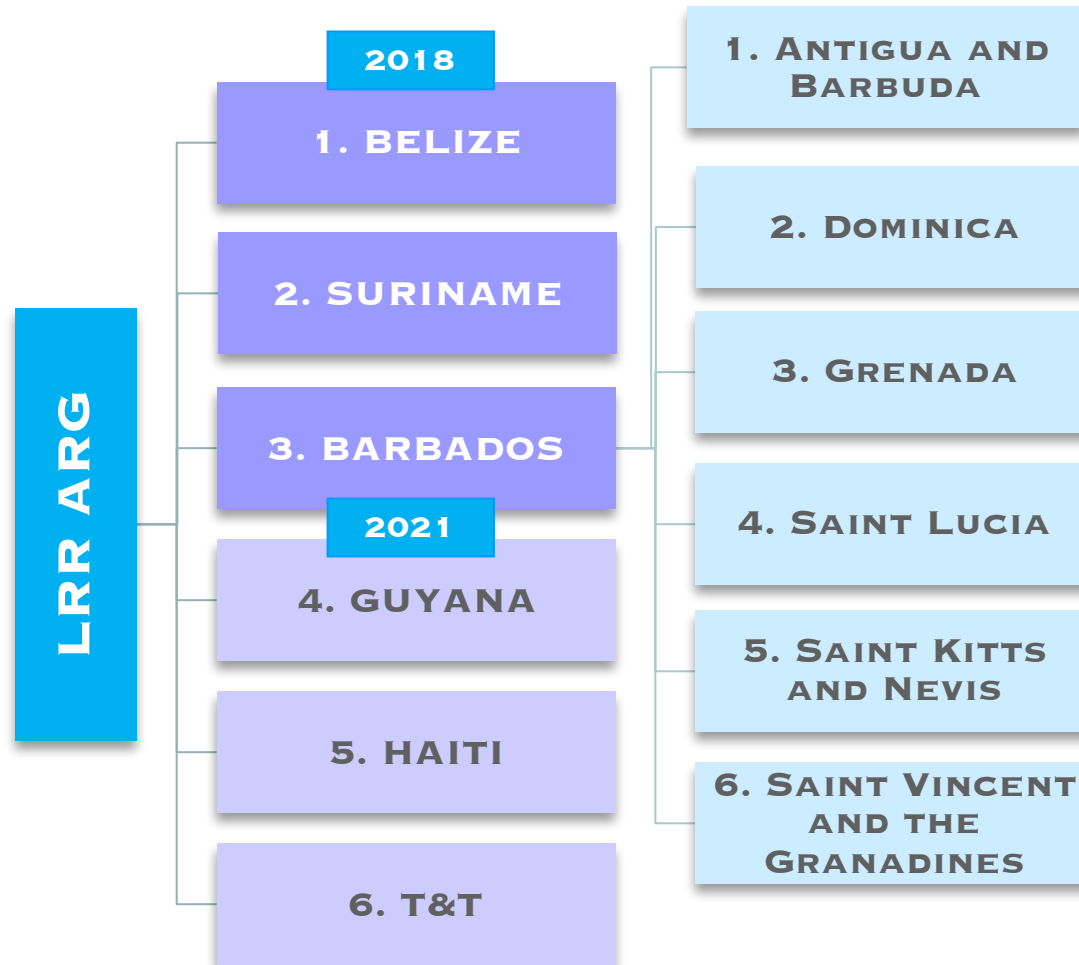 LRR ARG
2018
1. BELIZE
2. SURINAME
3. BARBADOS
2021
4. GUYANA
5. HAITI
6. T&T
1. Antigua and
Barbuda
2. Dominica
3. Grenada
4. Saint Lucia
5. Saint Kitts
and Nevis
6. Saint Vincent
and the
Granadines